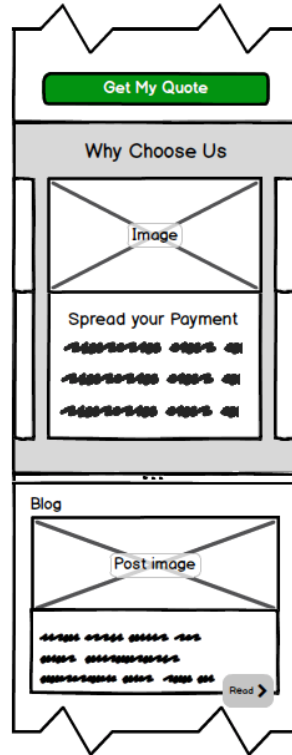 Get My Quote
Why Choose Us
Image
Spread your Payment
Blog
Post image
Read